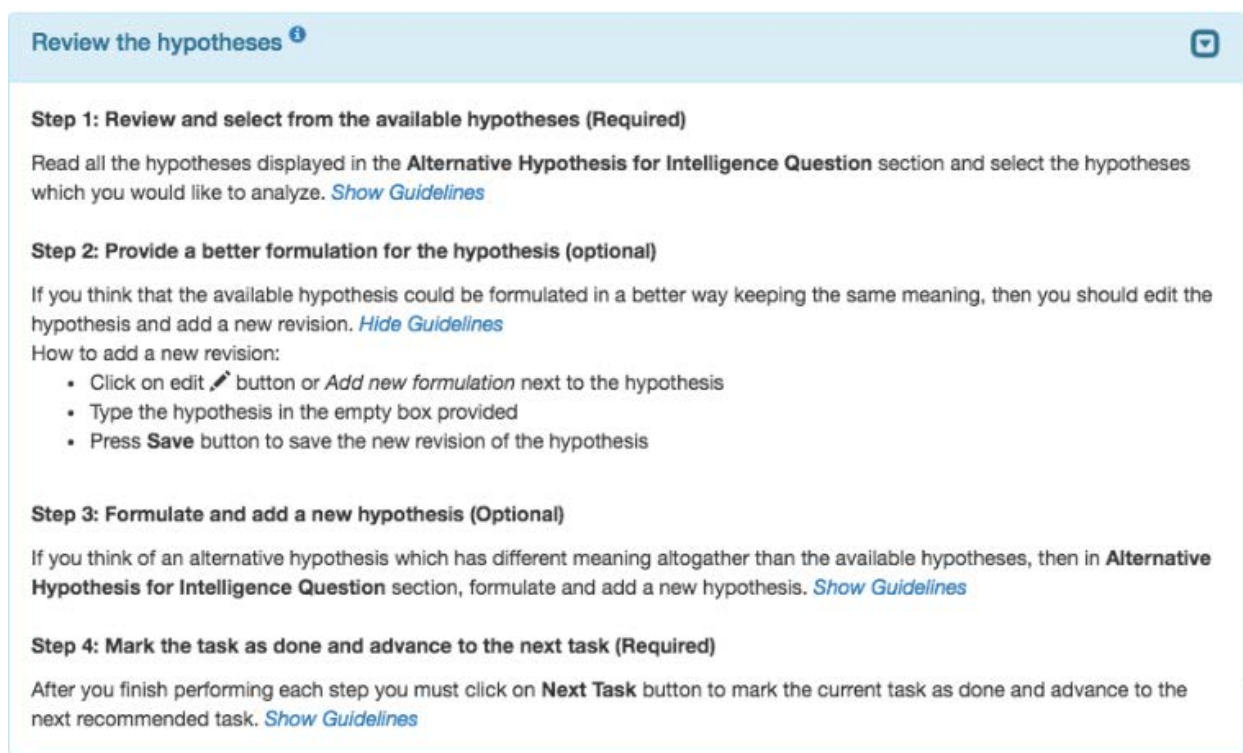 Review the hypotheses
Step 1: Review and select from the available hypotheses (Required)
Read all the hypotheses displayed in the Alternative Hypothesis for Intelligence Question section and select the hypotheses
which you would like to analyze. Show Guidelines
Step 2: Provide a better formulation for the hypothesis (optional)
If you think that the available hypothesis could be formulated in a better way keeping the same meaning, then you should edit the
hypothesis and add a new revision. Hide Guidelines
How to add a new revision:
• Click on edit button or Add new formulation next to the hypothesis
• Type the hypothesis in the empty box provided
• Press Save button to save the new revision of the hypothesis
Step 3: Formulate and add a new hypothesis (Optional)
If you think of an alternative hypothesis which has different meaning altogather than the available hypotheses, then in Alternative
Hypothesis for Intelligence Question section, formulate and add a new hypothesis. Show Guidelines
Step 4: Mark the task as done and advance to the next task (Required)
After you finish performing each step you must click on Next Task button to mark the current task as done and advance to the
next recommended task. Show Guidelines